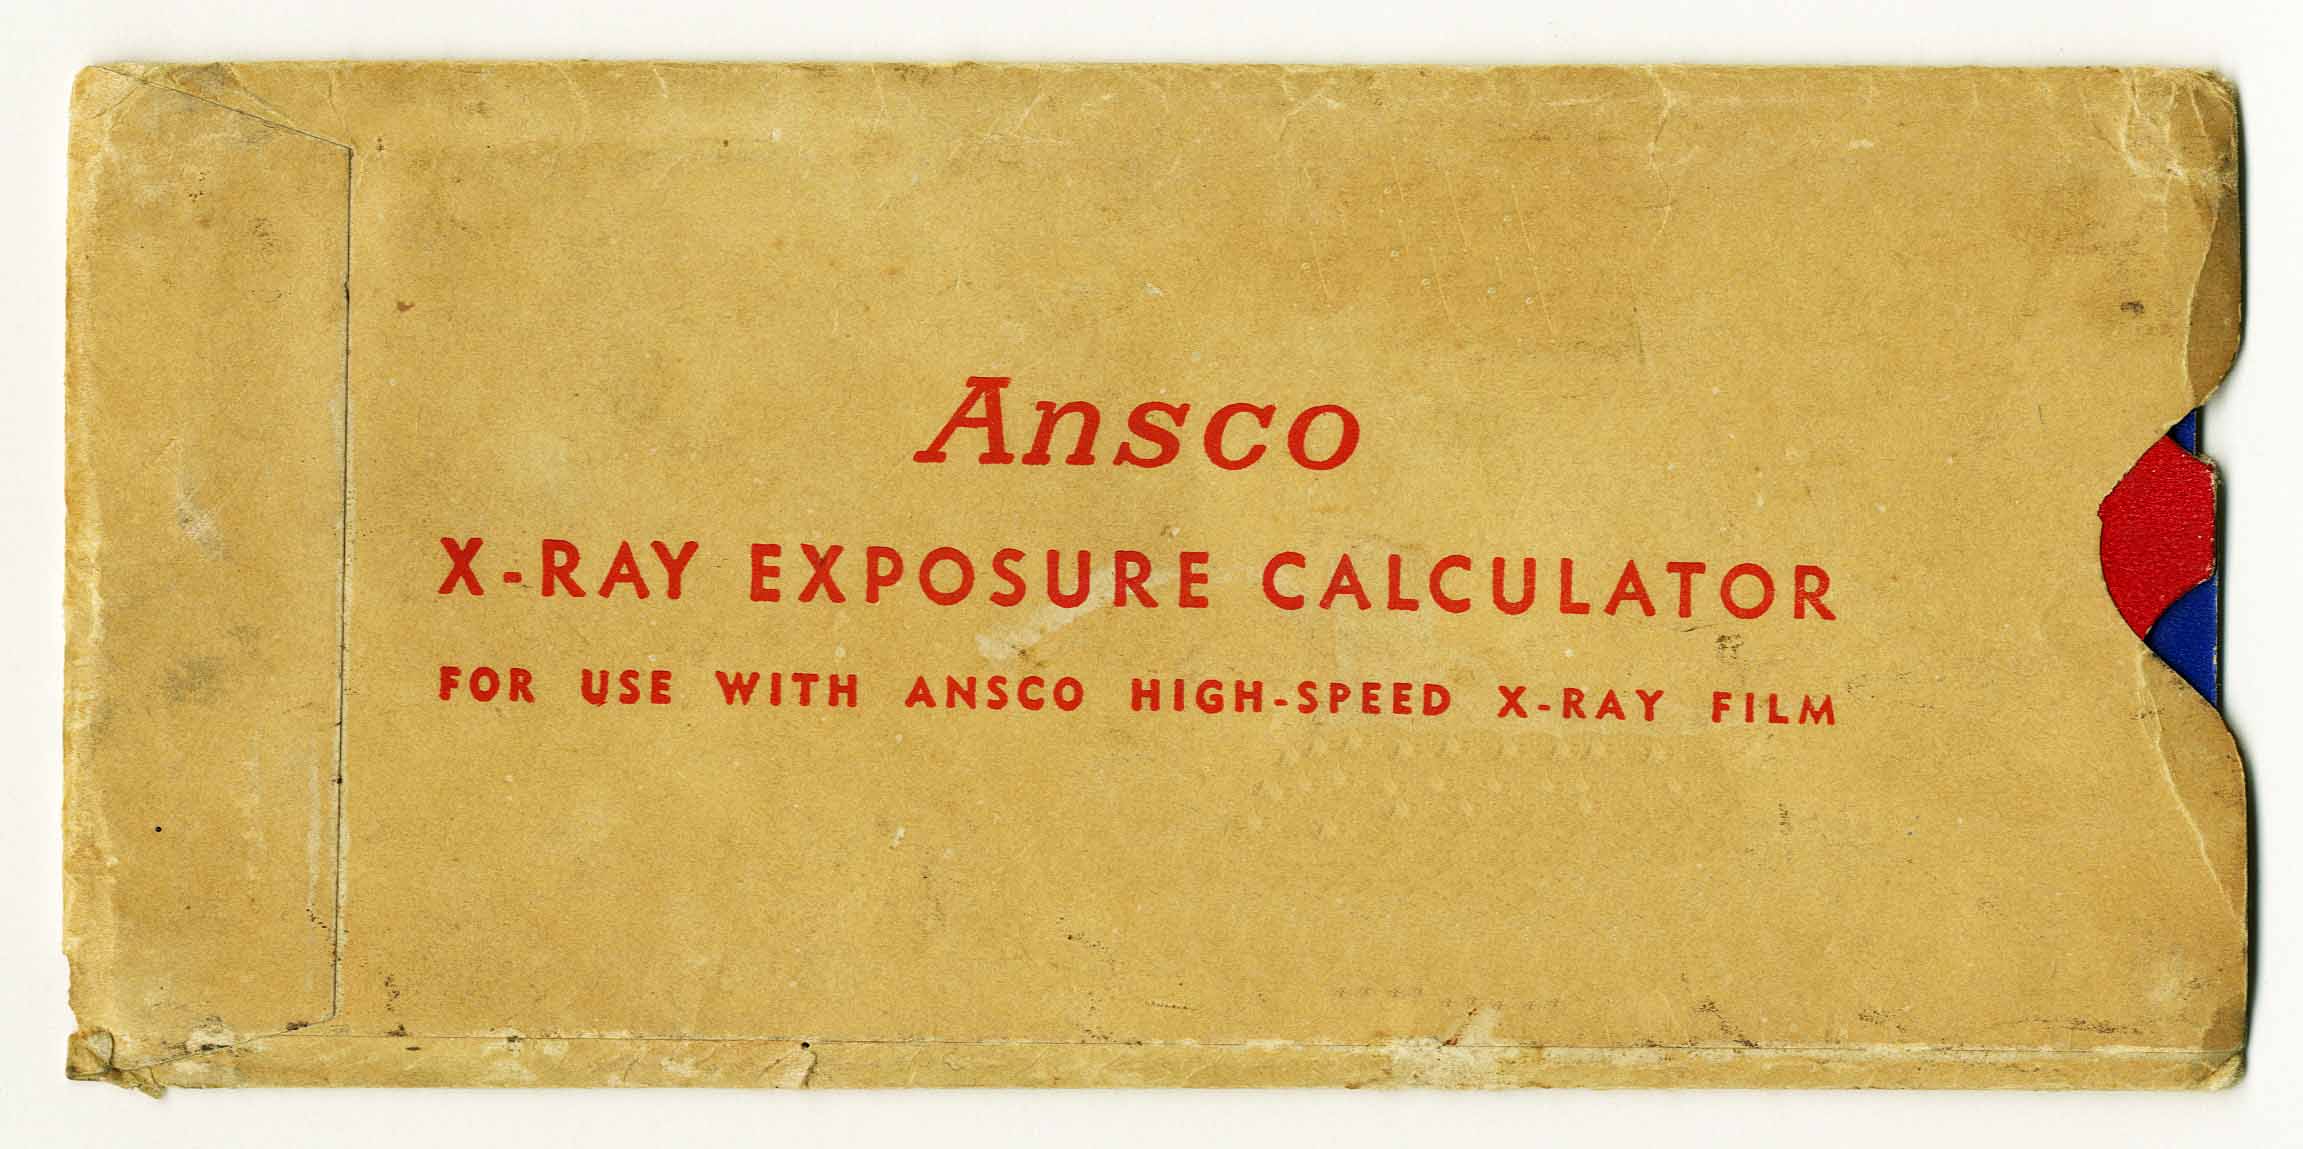 Ansco
X-RAY EXPOSURE CALCULATOR
FOR USE WITH ANSCO HIGH-SPEED X-RAY FILM